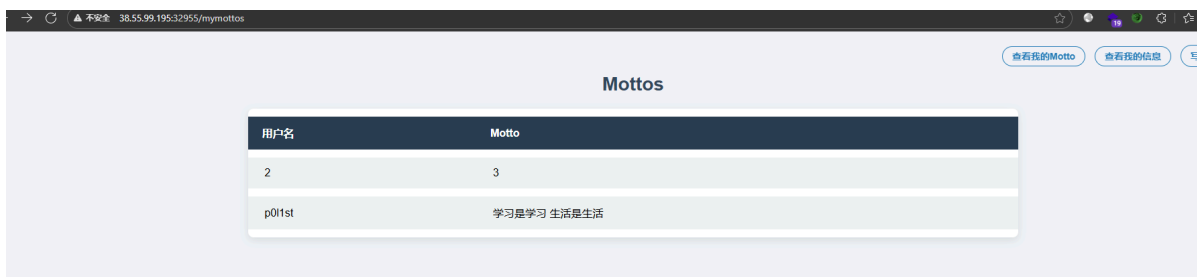 不安全 38.55.99.195:32955/mymottos
19
查看我的Motto 查看我的信息 写
Mottos
用户名 Motto
2 3
p0l1st 学习是学习 生活是生活